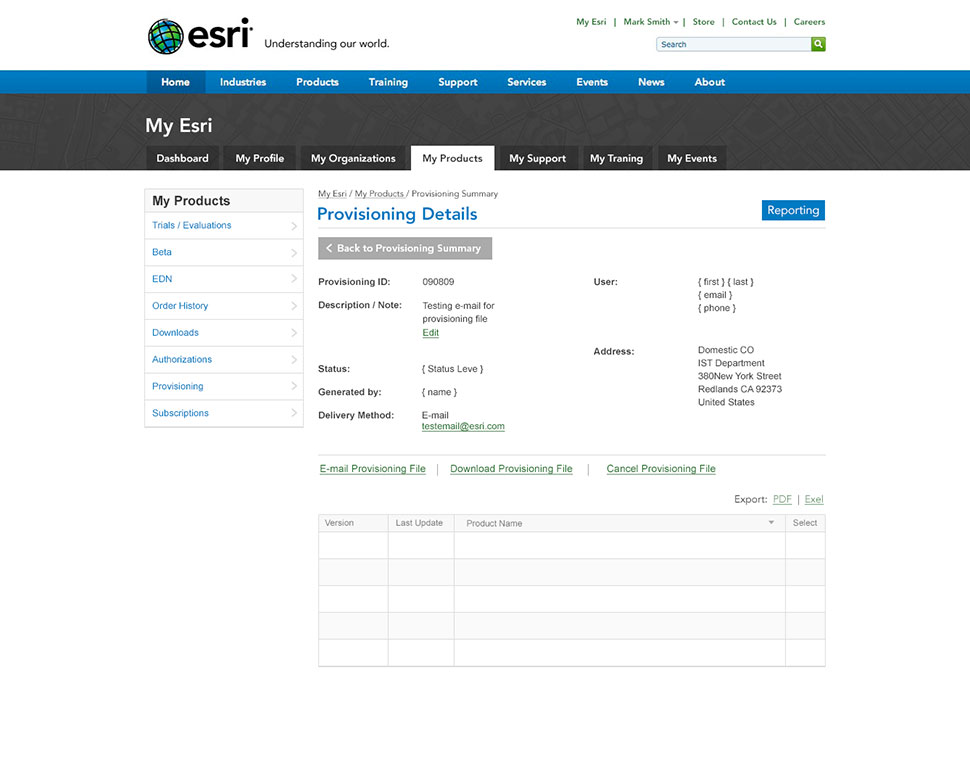 My Esri | Mark Smith | Store | Contact Us | Careers
esri Understanding our world.
Search
Home Industries Products Training Support Services Events News About
My Esri
Dashboard My Profile My Organizations My Products My Support My Traning My Events
My Products
Trials / Evaluations
Beta
EDN
Order History
Downloads
Authorizations
Provisioning
Subscriptions
My Esri / My Products / Provisioning Summary
Provisioning Details
Reporting
Back to Provisioning Summary
Provisioning ID: 090809
Description / Note: Testing e-mail for
provisioning file
Edit
Status: { Status Leve }
Generated by: { name }
Delivery Method: E-mail
testemail@esri.com
User: { first } { last }
{ email }
{ phone }
Address: Domestic CO
IST Department
380New York Street
Redlands CA 92373
United States
E-mail Provisioning File | Download Provisioning File | Cancel Provisioning File
Export: PDF | Exel
Version Last Update Product Name Select